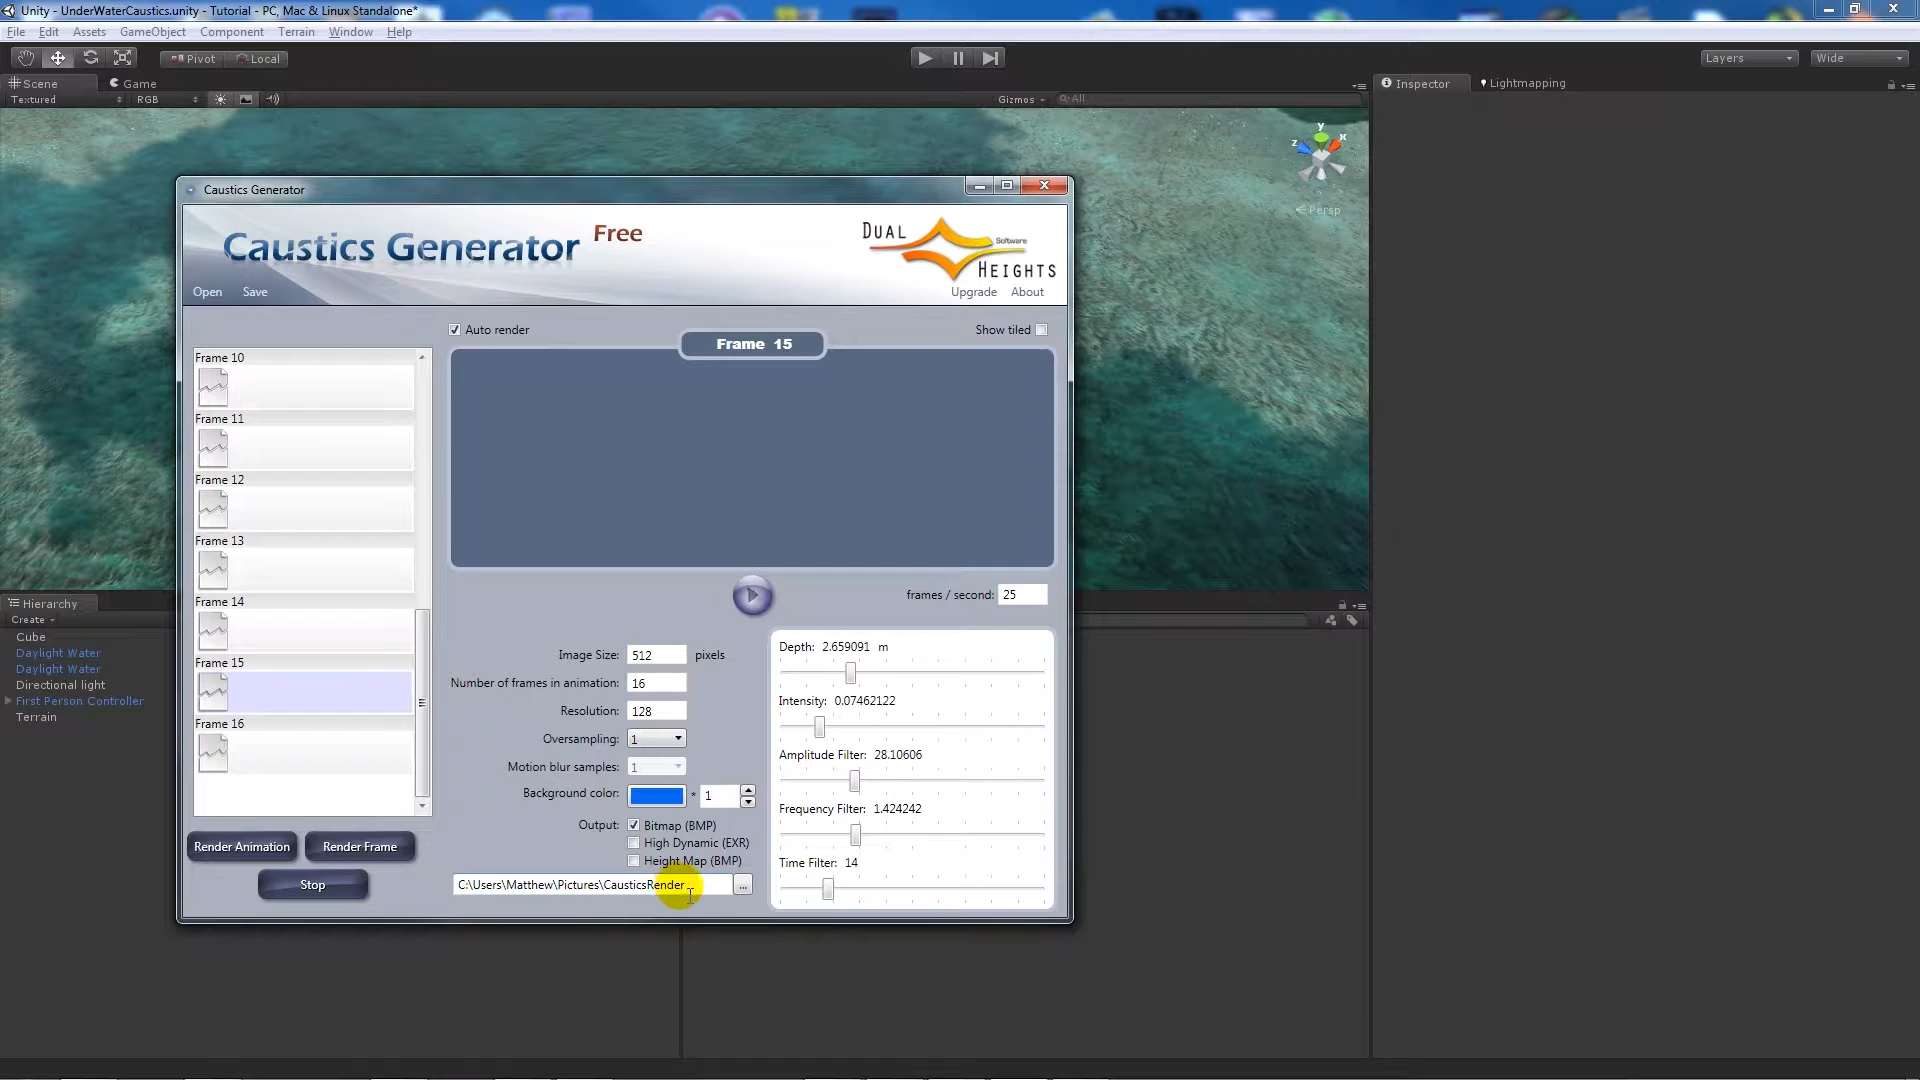 Unity - UnderWaterCaustics.unity - Tutorial - PC, Mac & Linux Standalone*
File Edit Assets GameObject Component Terrain Window Help
Pivot Local Layers Wide
Scene Game Inspector Lightmapping
Textured RGB Gizmos All
y
z x
Persp
Caustics Generator
Caustics Generator Free
DUAL Software HEIGHTS
Open Save Upgrade About
Auto render Show tiled
Frame 15
Frame 10
Frame 11
Frame 12
Frame 13
Frame 14
Frame 15
Frame 16
frames / second: 25
Image Size: 512 pixels
Number of frames in animation: 16
Resolution: 128
Oversampling: 1
Motion blur samples: 1
Background color: * 1
Output: Bitmap (BMP)
High Dynamic (EXR)
Height Map (BMP)
C:\Users\Matthew\Pictures\CausticsRender ...
Depth: 2.659091 m
Intensity: 0.07462122
Amplitude Filter: 28.10606
Frequency Filter: 1.424242
Time Filter: 14
Render Animation Render Frame
Stop
Hierarchy
Create
Cube
Daylight Water
Daylight Water
Directional light
First Person Controller
Terrain